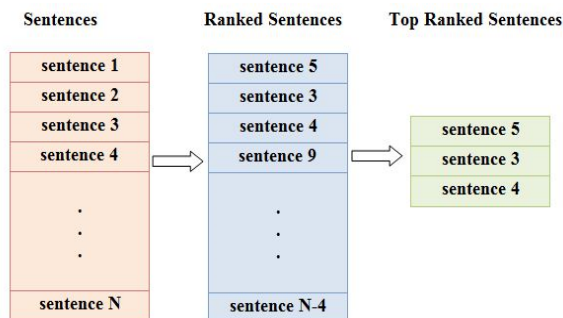 Sentences
sentence 1
sentence 2
sentence 3
sentence 4
.
.
.
sentence N
Ranked Sentences
sentence 5
sentence 3
sentence 4
sentence 9
.
.
.
sentence N-4
Top Ranked Sentences
sentence 5
sentence 3
sentence 4